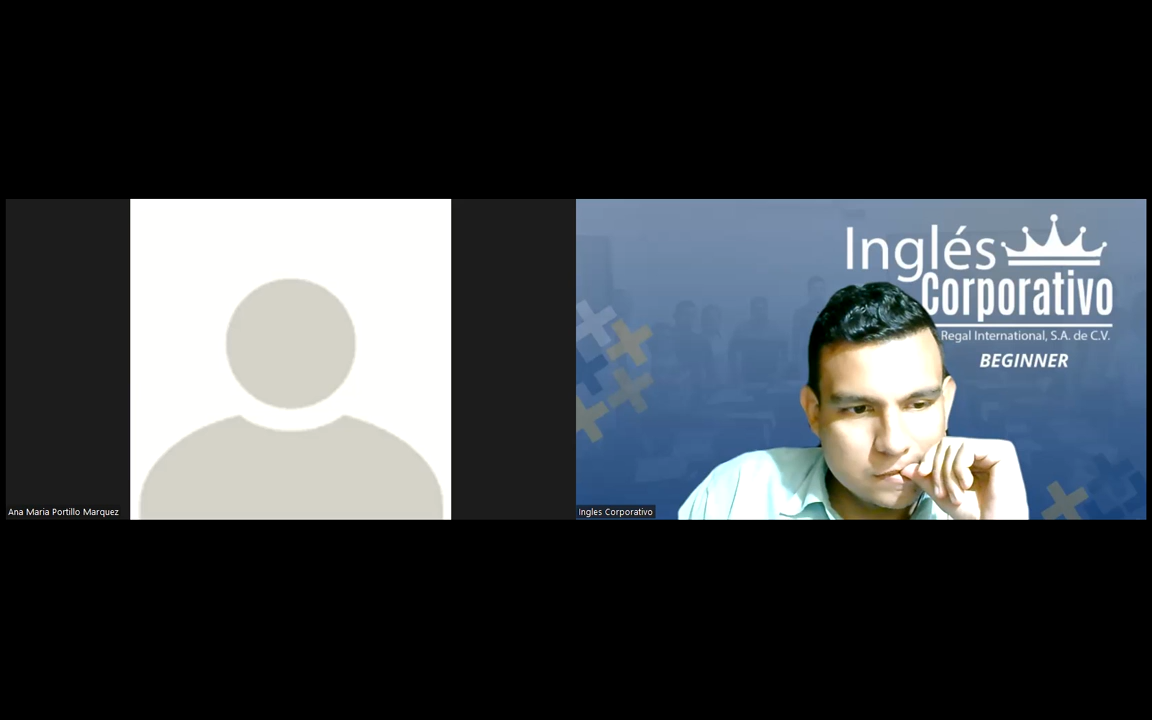 Inglés
Corporativo
Regal International, S.A. de C.V.
BEGINNER
Ana Maria Portillo Marquez
Ingles Corporativo